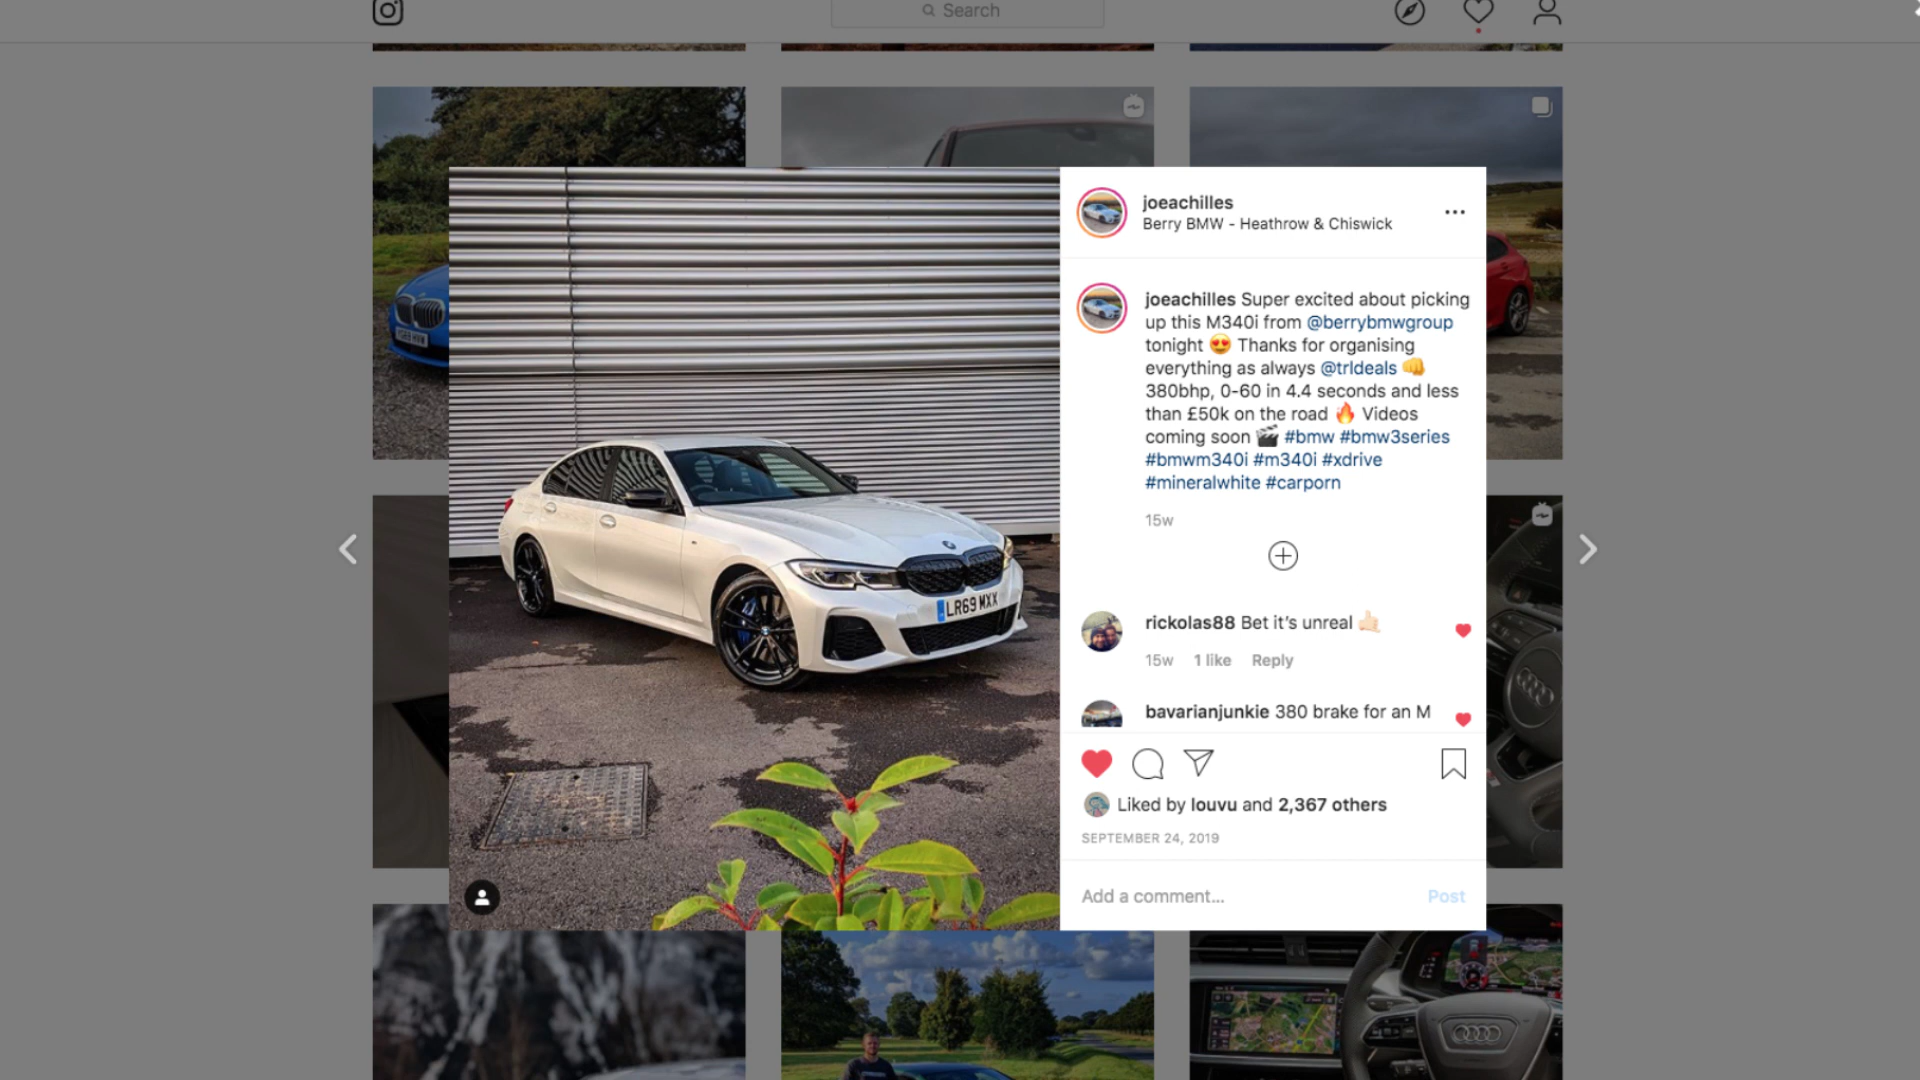 Search
joeachilles
Berry BMW - Heathrow & Chiswick
joeachilles Super excited about picking
up this M340i from @berrybmwgroup
tonight 😍 Thanks for organising
everything as always @trldeals 👊
380bhp, 0-60 in 4.4 seconds and less
than £50k on the road 🔥 Videos
coming soon 🎬 #bmw #bmw3series
#bmwm340i #m340i #xdrive
#mineralwhite #carporn
15w
rickolas88 Bet it's unreal 🤙🏻
15w 1 like Reply
bavarianjunkie 380 brake for an M
LR69 MXX
Liked by louvu and 2,367 others
SEPTEMBER 24, 2019
Add a comment... Post